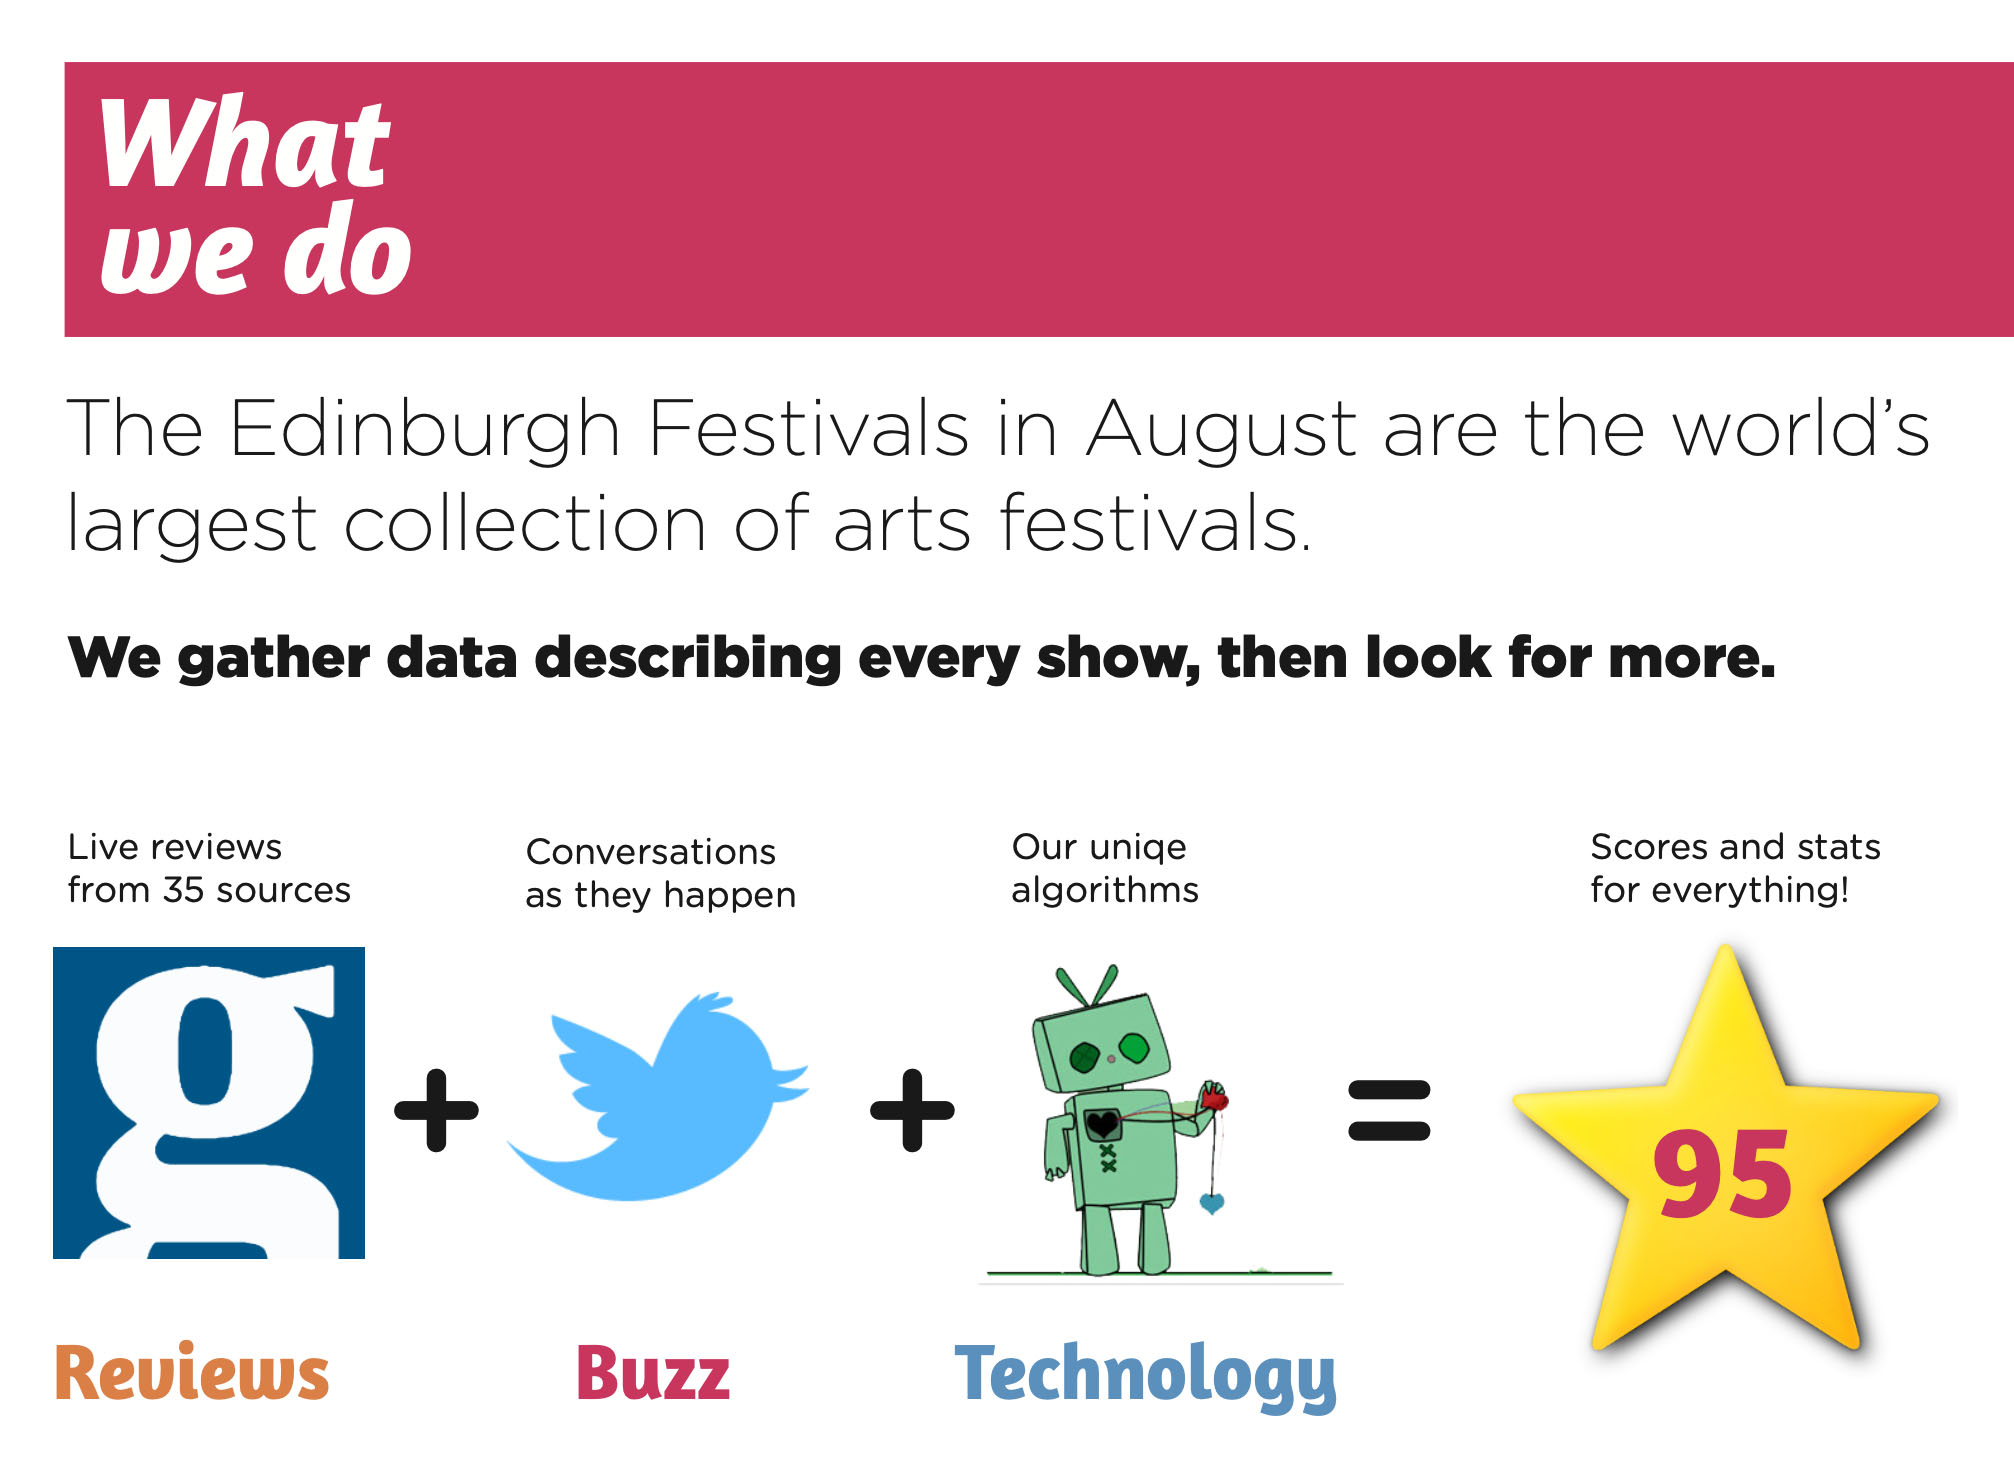 What
we do
The Edinburgh Festivals in August are the world's
largest collection of arts festivals.
We gather data describing every show, then look for more.
Live reviews
from 35 sources
Conversations
as they happen
Our uniqe
algorithms
Scores and stats
for everything!
g
+
+
=
95
Reviews
Buzz
Technology